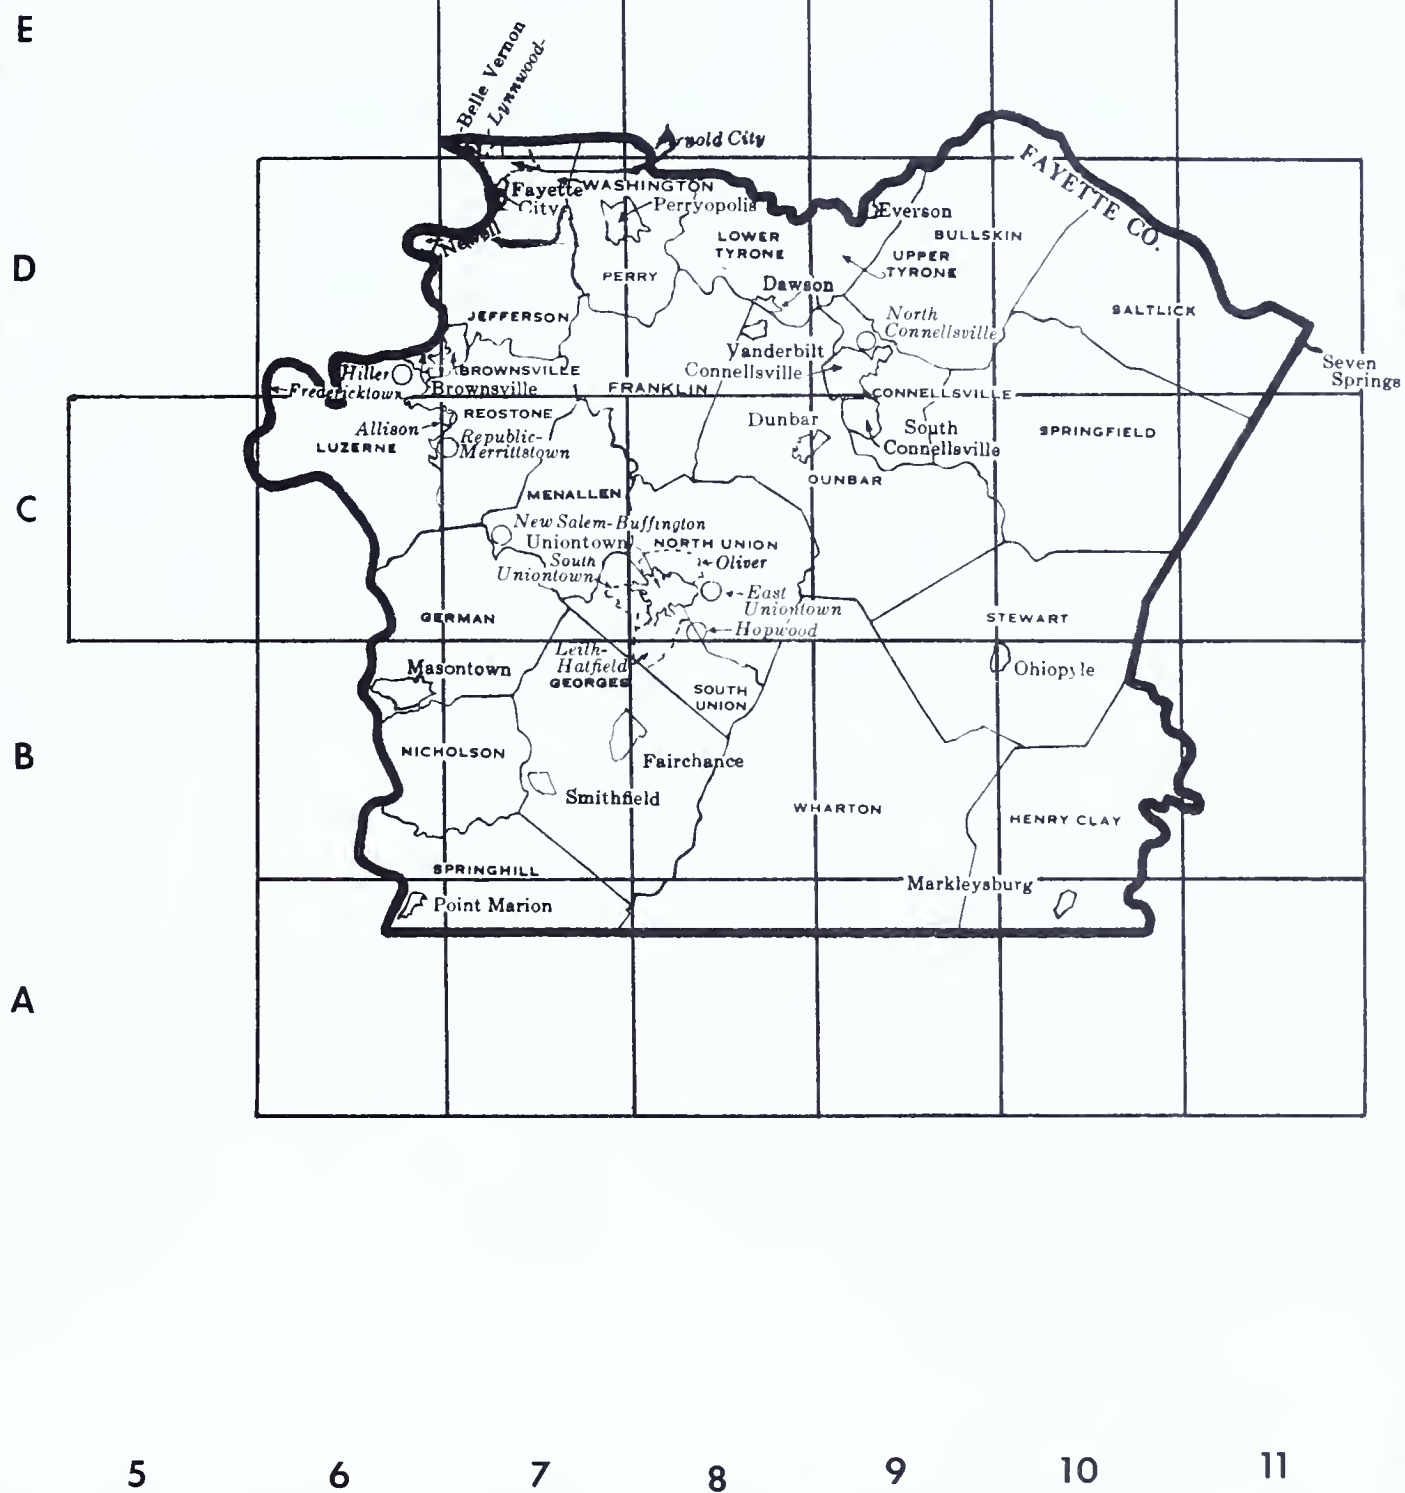 E
Belle Vernon
Lynnwood-
Arnold City
FAYETTE CO.
Fayette
City
WASHINGTON
Perryopolis
Everson
BULLSKIN
Newell
LOWER
TYRONE
UPPER
TYRONE
D
PERRY
Dawson
JEFFERSON
North
Connellsville
SALTLICK
Vanderbilt
Connellsville
Seven
Springs
Hiller
BROWNSVILLE
Fredericktown
Brownsville
FRANKLIN
CONNELLSVILLE
REDSTONE
Allison
Dunbar
South
Connellsville
SPRINGFIELD
LUZERNE
Republic-
Merrittstown
DUNBAR
C
MENALLEN
New Salem-Buffington
Uniontown
NORTH UNION
South
Uniontown
Oliver
East
Uniontown
GERMAN
Hopwood
STEWART
Leith-
Hatfield
Masontown
GEORGES
SOUTH
UNION
Ohiopyle
B
NICHOLSON
Fairchance
Smithfield
WHARTON
HENRY CLAY
SPRINGHILL
Markleysburg
Point Marion
A
5 6 7 8 9 10 11